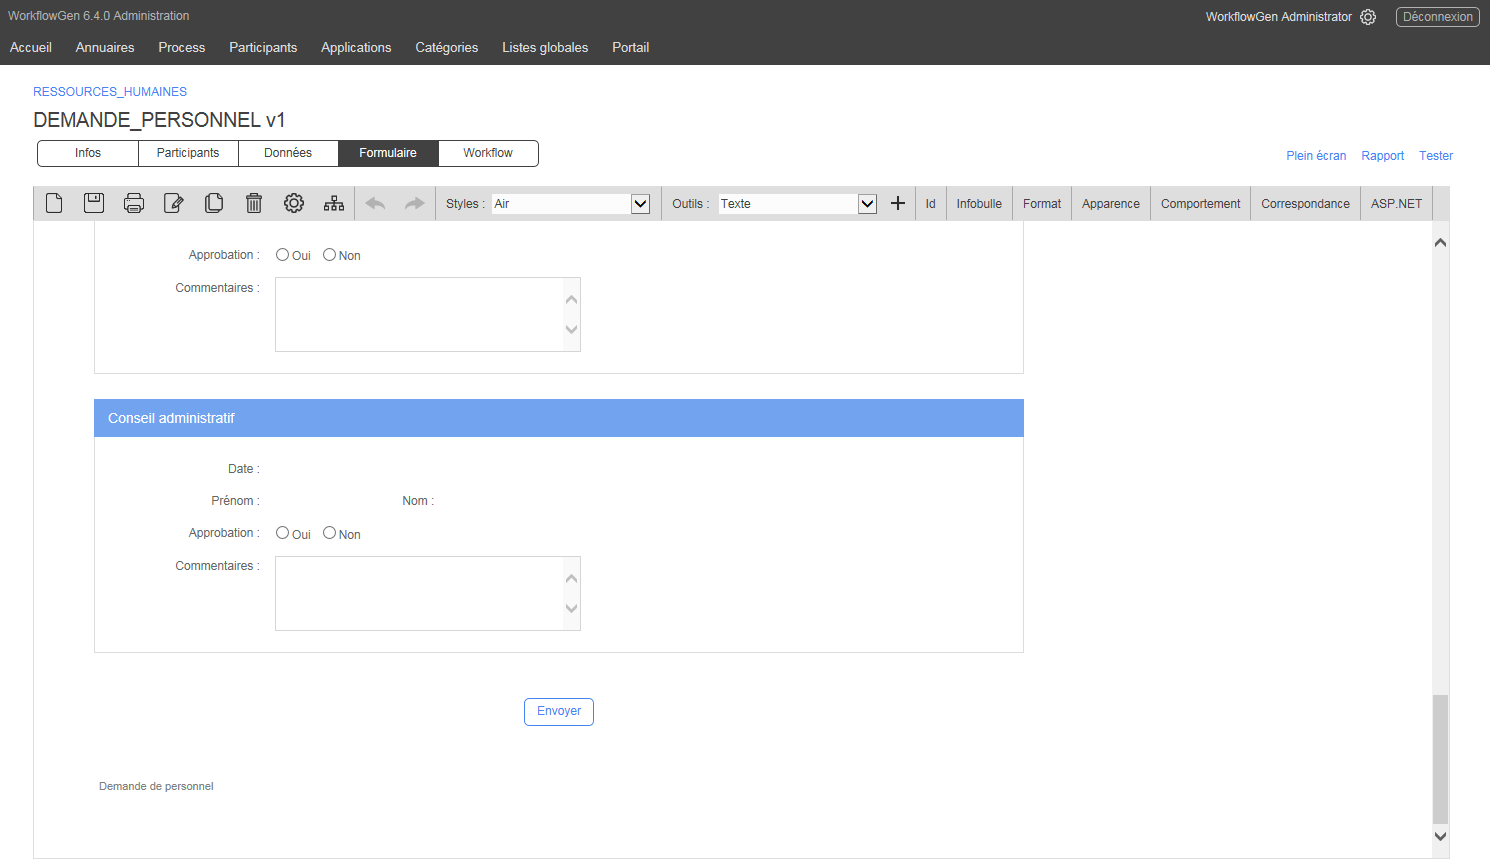 WorkflowGen 6.4.0 Administration
WorkflowGen Administrator Déconnexion
Accueil Annuaires Process Participants Applications Catégories Listes globales Portail
RESSOURCES_HUMAINES
DEMANDE_PERSONNEL v1
Infos Participants Données Formulaire Workflow
Plein écran Rapport Tester
Styles : Air Outils : Texte Id Infobulle Format Apparence Comportement Correspondance ASP.NET
Approbation : Oui Non
Commentaires :
Conseil administratif
Date :
Prénom : Nom :
Approbation : Oui Non
Commentaires :
Envoyer
Demande de personnel